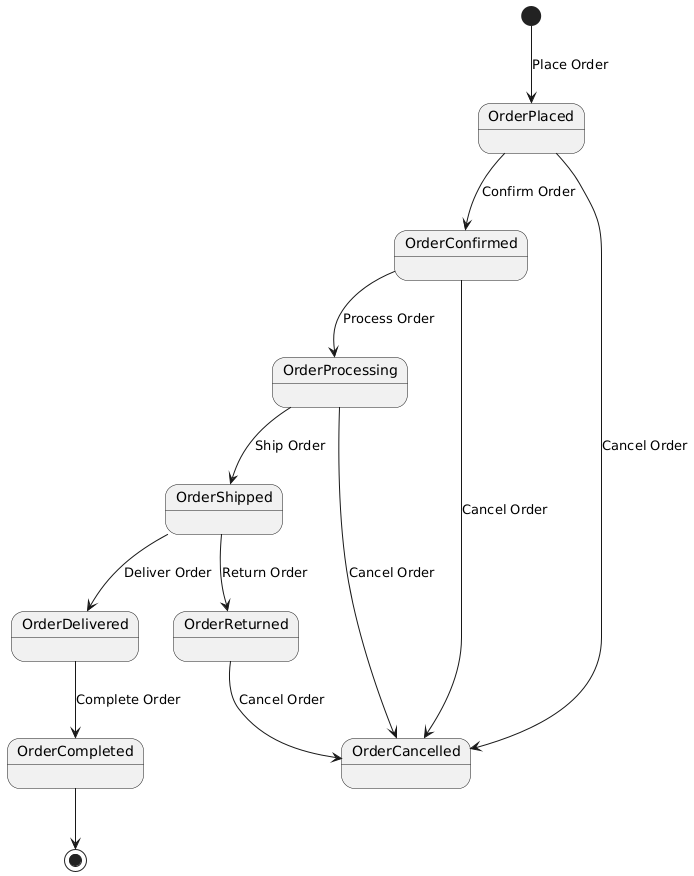 Place Order
OrderPlaced
Confirm Order
OrderConfirmed
Process Order
OrderProcessing
Ship Order
Cancel Order
OrderShipped
Cancel Order
Deliver Order
Return Order
Cancel Order
OrderDelivered
OrderReturned
Complete Order
Cancel Order
OrderCompleted
OrderCancelled